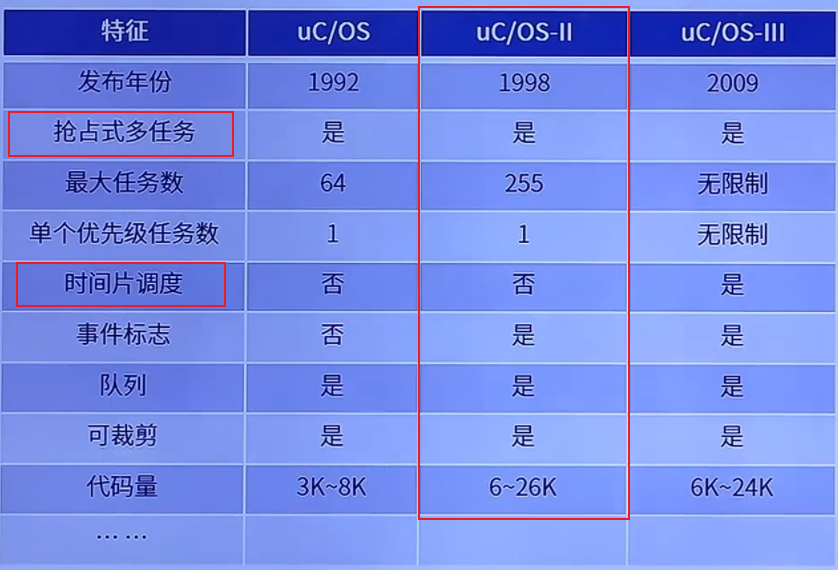 特征 uC/OS uC/OS-II uC/OS-III
发布年份 1992 1998 2009
抢占式多任务 是 是 是
最大任务数 64 255 无限制
单个优先级任务数 1 1 无限制
时间片调度 否 否 是
事件标志 否 是 是
队列 是 是 是
可裁剪 是 是 是
代码量 3K~8K 6~26K 6K~24K
... ...